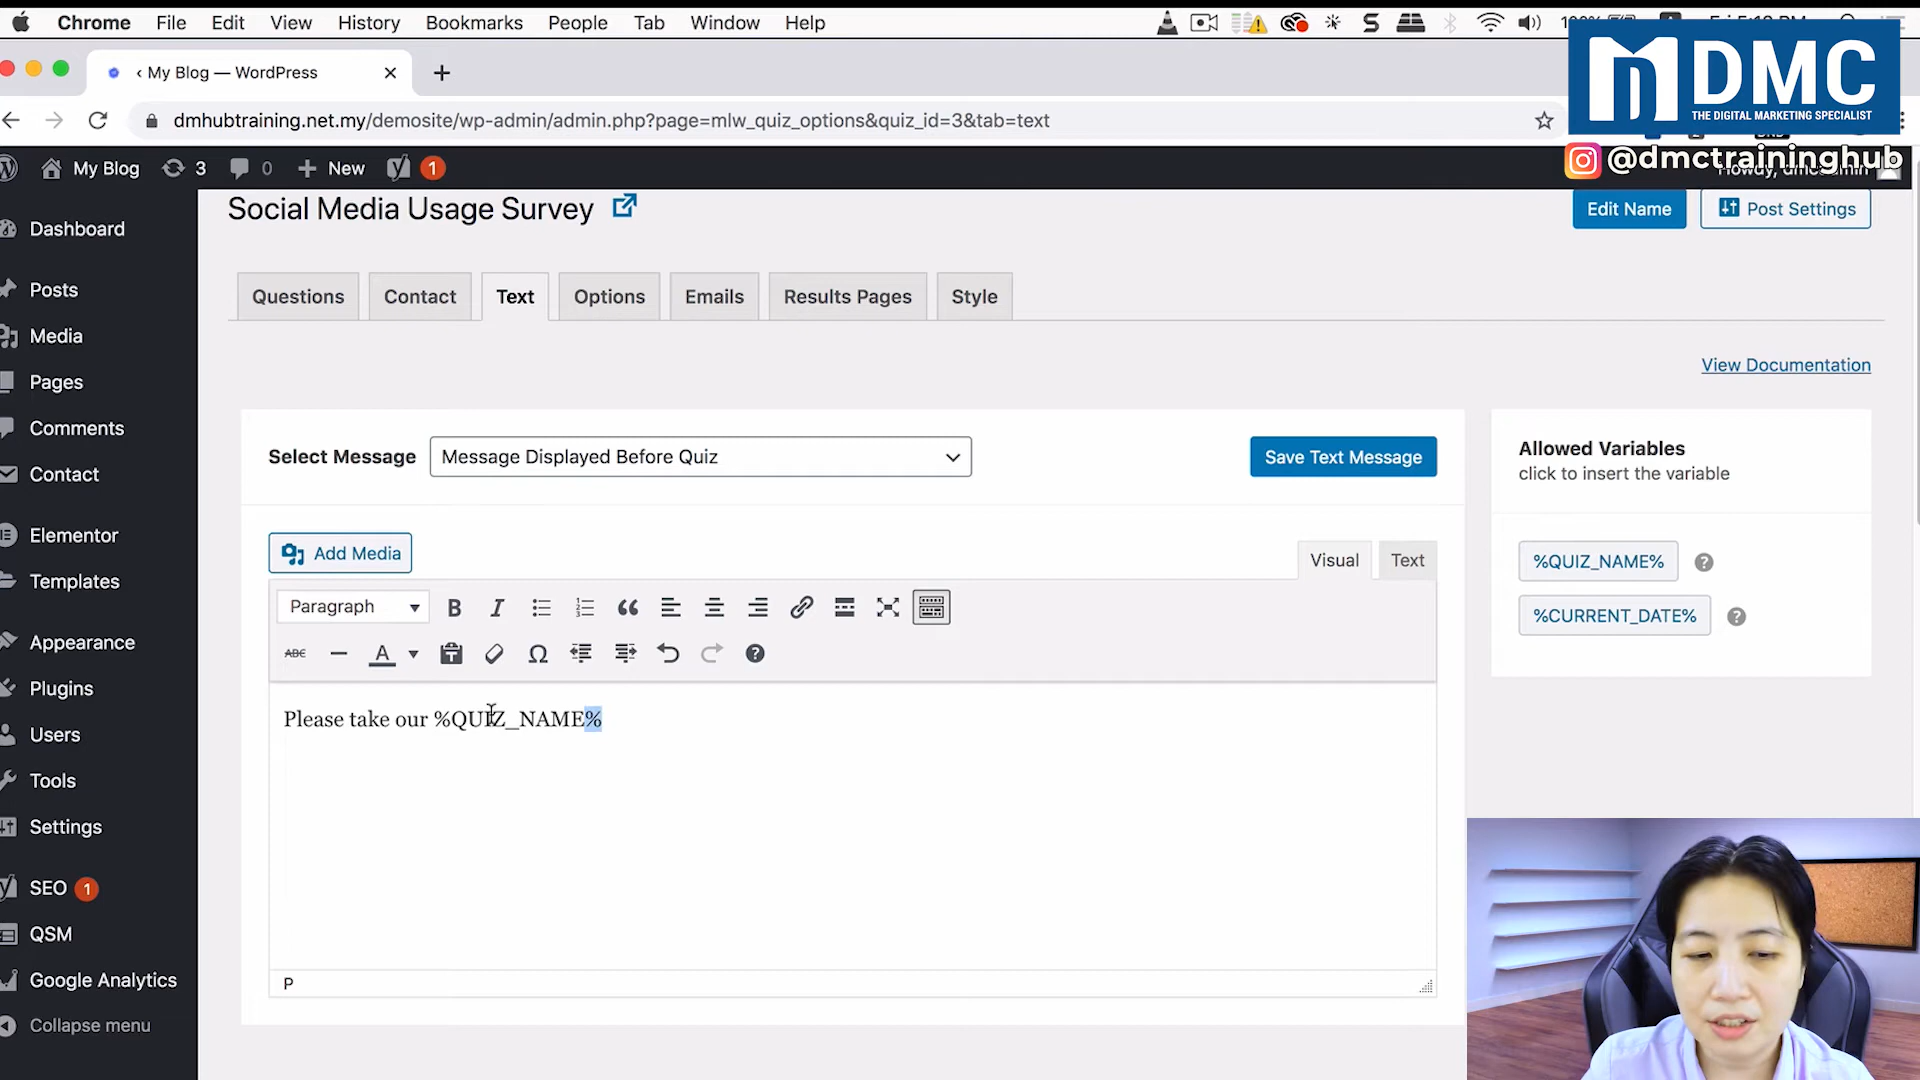 Chrome File Edit View History Bookmarks People Tab Window Help
‹ My Blog — WordPress
dmhubtraining.net.my/demosite/wp-admin/admin.php?page=mlw_quiz_options&quiz_id=3&tab=text
DMC
THE DIGITAL MARKETING SPECIALIST
@dmctraininghub
My Blog 3 0 New 1
Social Media Usage Survey
Edit Name Post Settings
Dashboard
Posts
Media
Pages
Comments
Contact
Elementor
Templates
Appearance
Plugins
Users
Tools
Settings
SEO 1
QSM
Google Analytics
Collapse menu
Questions Contact Text Options Emails Results Pages Style
View Documentation
Select Message Message Displayed Before Quiz Save Text Message
Add Media
Visual Text
Paragraph
ABC
Please take our %QUIZ_NAME%
P
Allowed Variables
click to insert the variable
%QUIZ_NAME%
%CURRENT_DATE%